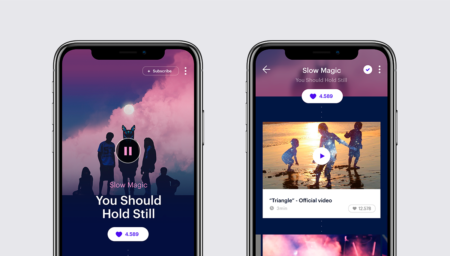 + Subscribe
Slow Magic
You Should
Hold Still
4.589
Slow Magic
You Should Hold Still
4.589
"Triangle" - Official video
12.578